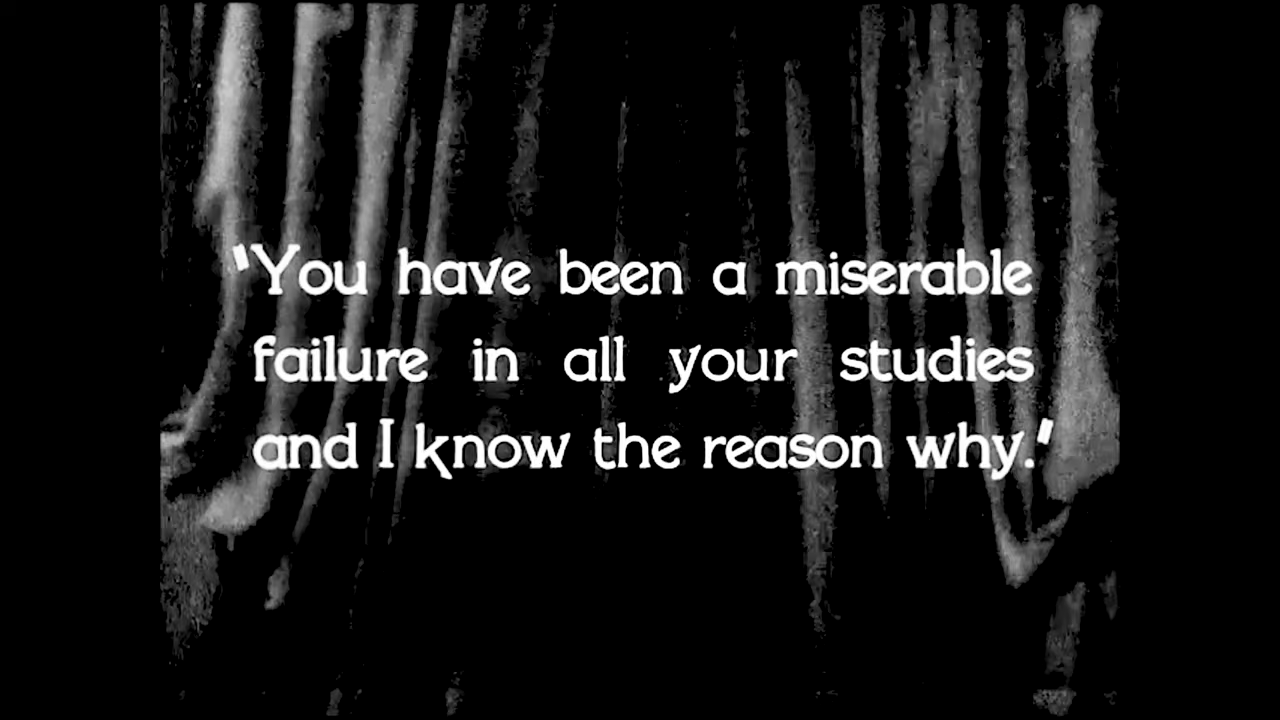 "You have been a miserable
failure in all your studies
and I know the reason why."